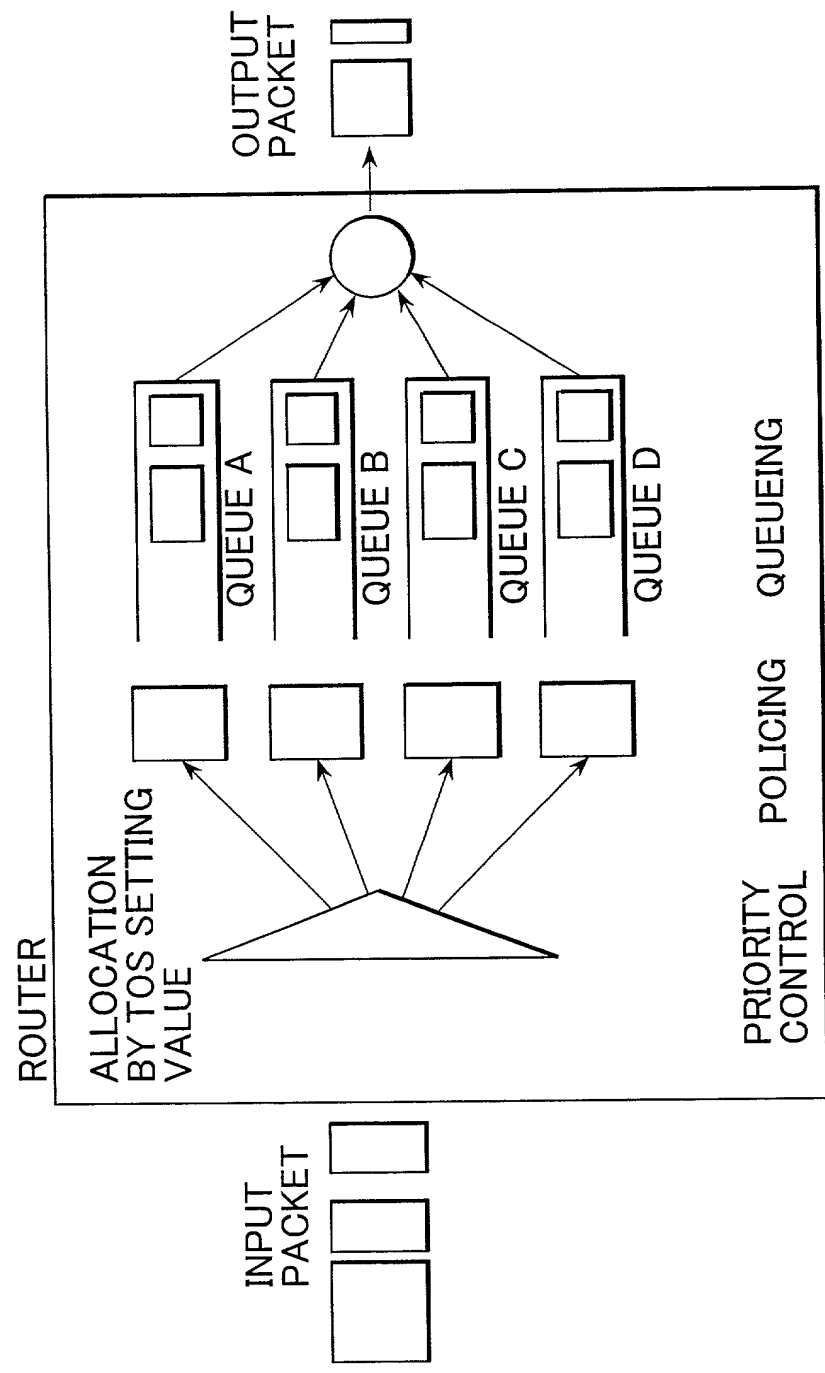 ROUTER
ALLOCATION
BY TOS SETTING
VALUE
INPUT
PACKET
OUTPUT
PACKET
QUEUE A
QUEUE B
QUEUE C
QUEUE D
PRIORITY
CONTROL
POLICING
QUEUEING